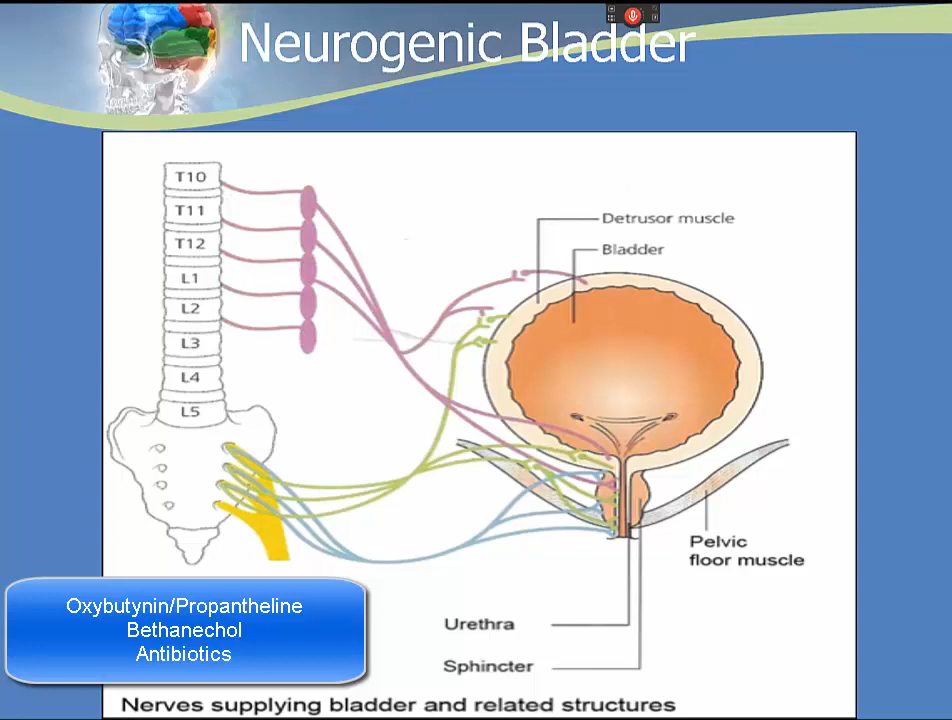 Neurogenic Bladder
T10
T11
T12
L1
L2
L3
L4
L5
Detrusor muscle
Bladder
Pelvic
floor muscle
Urethra
Sphincter
Oxybutynin/Propantheline
Bethanechol
Antibiotics
Nerves supplying bladder and related structures